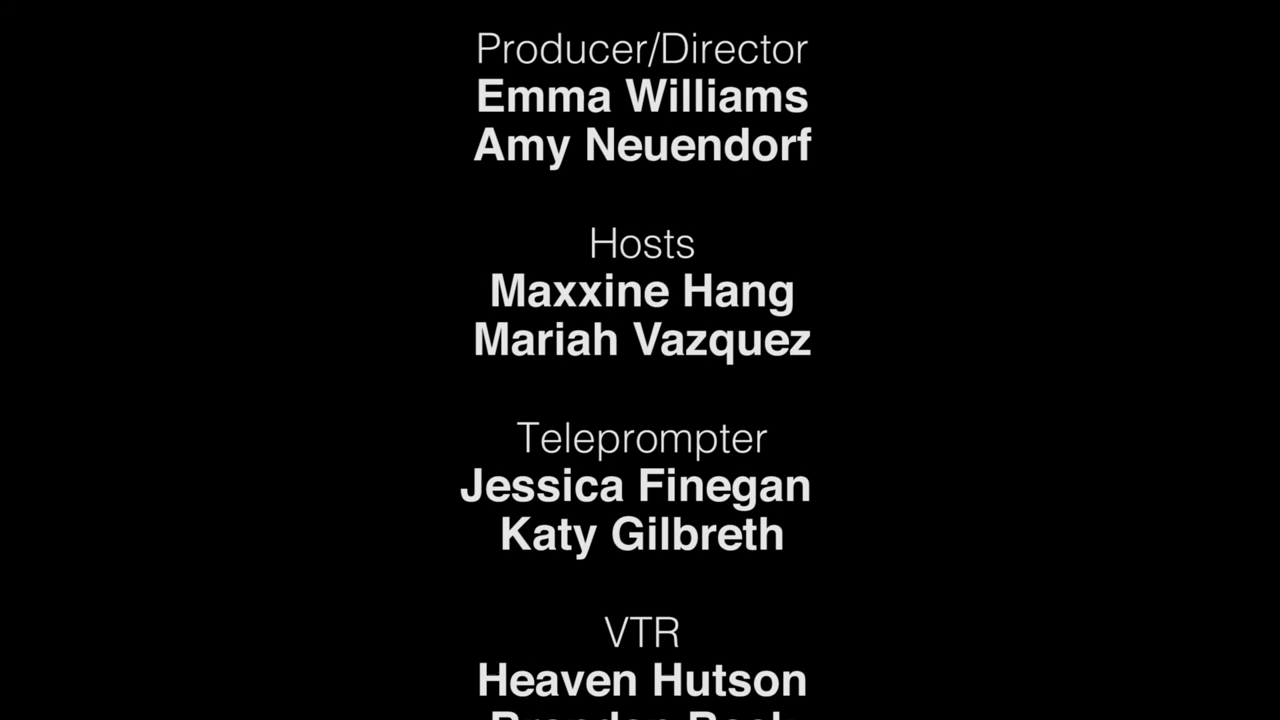 Producer/Director
Emma Williams
Amy Neuendorf
Hosts
Maxxine Hang
Mariah Vazquez
Teleprompter
Jessica Finegan
Katy Gilbreth
VTR
Heaven Hutson